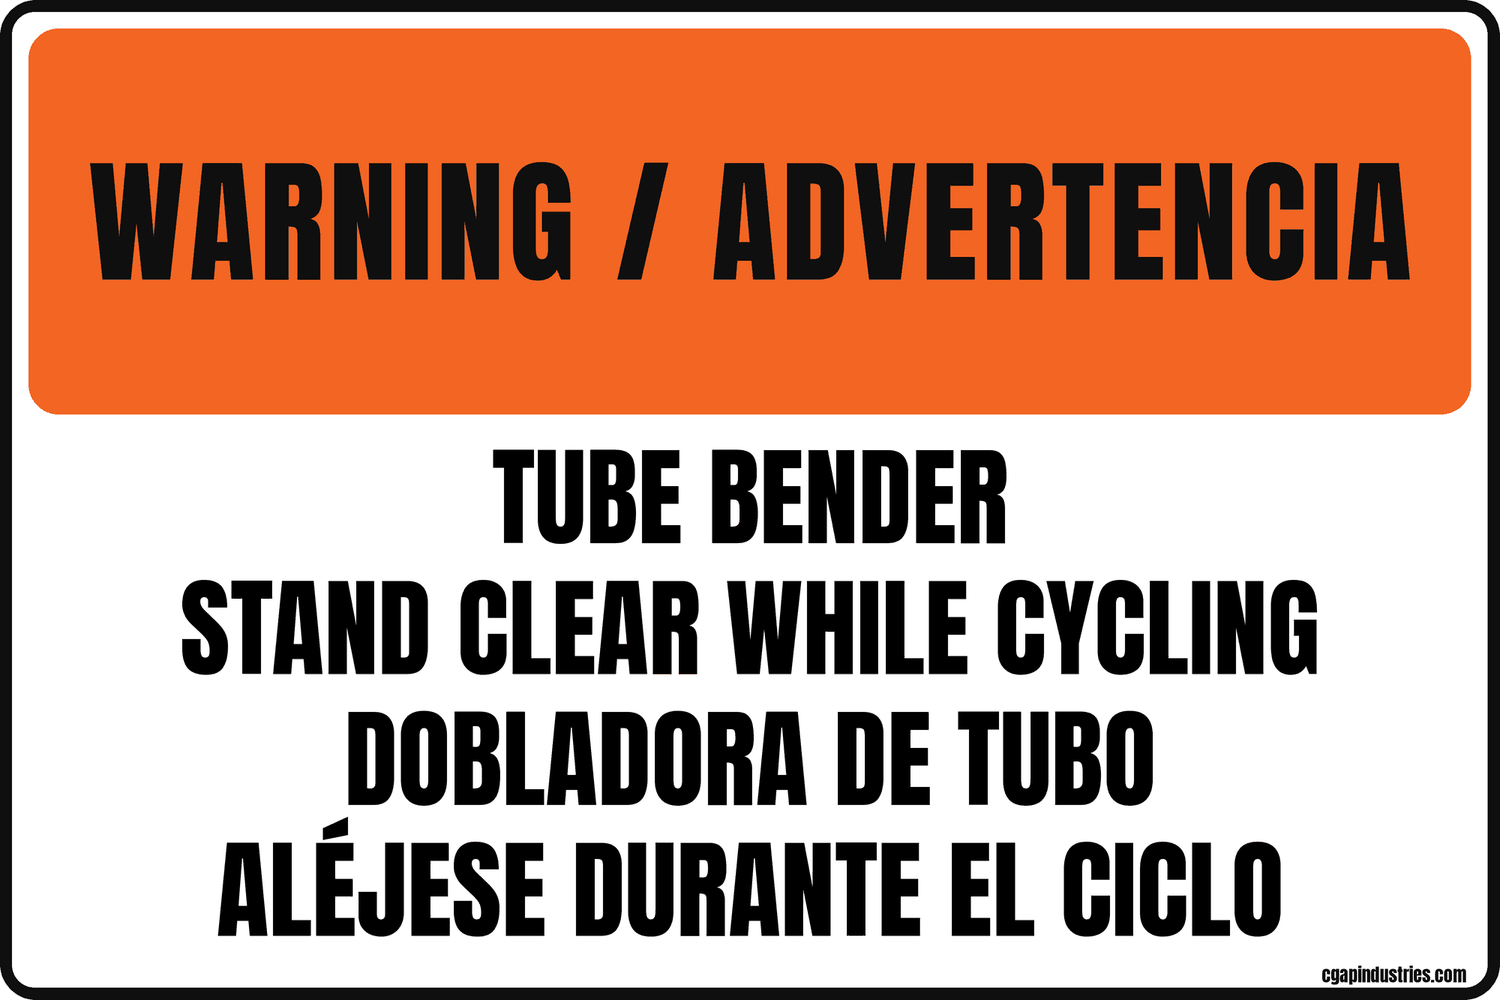 WARNING / ADVERTENCIA
TUBE BENDER
STAND CLEAR WHILE CYCLING
DOBLADORA DE TUBO
ALÉJESE DURANTE EL CICLO
cgapindustries.com